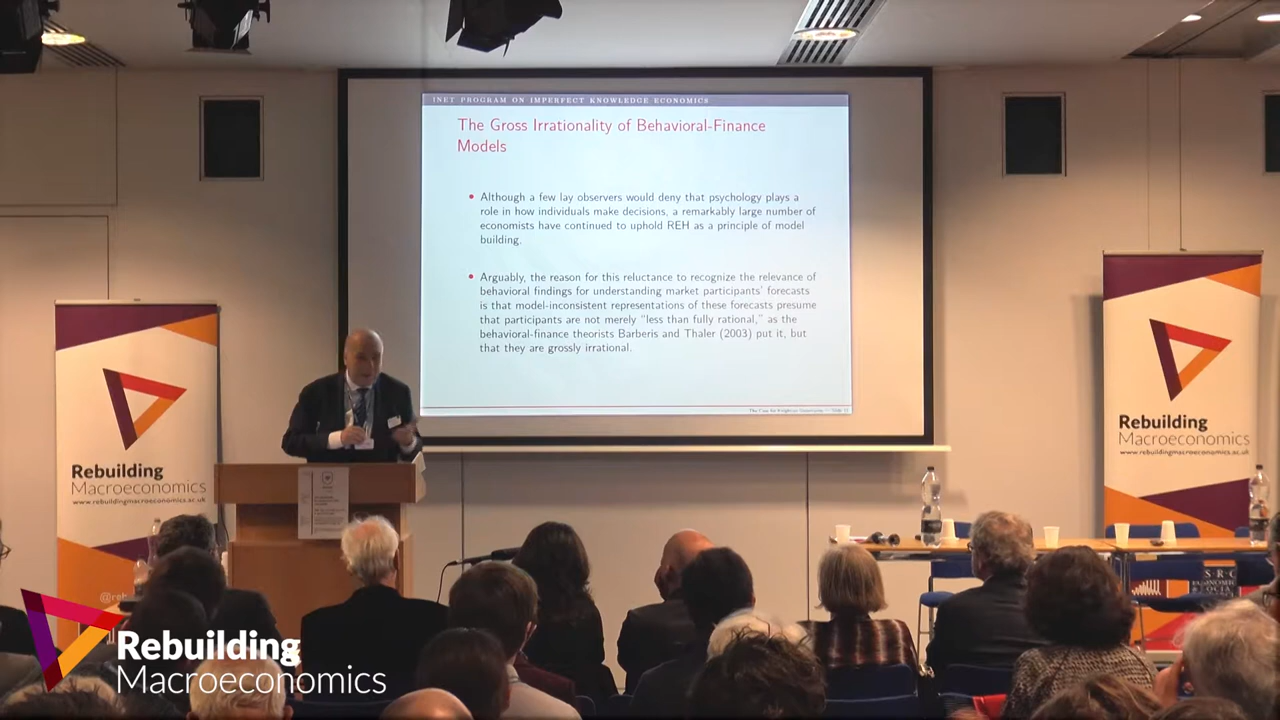 INET PROGRAM ON IMPERFECT KNOWLEDGE ECONOMICS
The Gross Irrationality of Behavioral-Finance
Models
Although a few lay observers would deny that psychology plays a
role in how individuals make decisions, a remarkably large number of
economists have continued to uphold REH as a principle of model
building.
Arguably, the reason for this reluctance to recognize the relevance of
behavioral findings for understanding market participants' forecasts
is that model-inconsistent representations of these forecasts presume
that participants are not merely "less than fully rational," as the
behavioral-finance theorists Barberis and Thaler (2003) put it, but
that they are grossly irrational.
Rebuilding
Macroeconomics
www.rebuildingmacroeconomics.ac.uk
Rebuilding
Macroeconomics
www.rebuildingmacroeconomics.ac.uk
Rebuilding
Macroeconomics